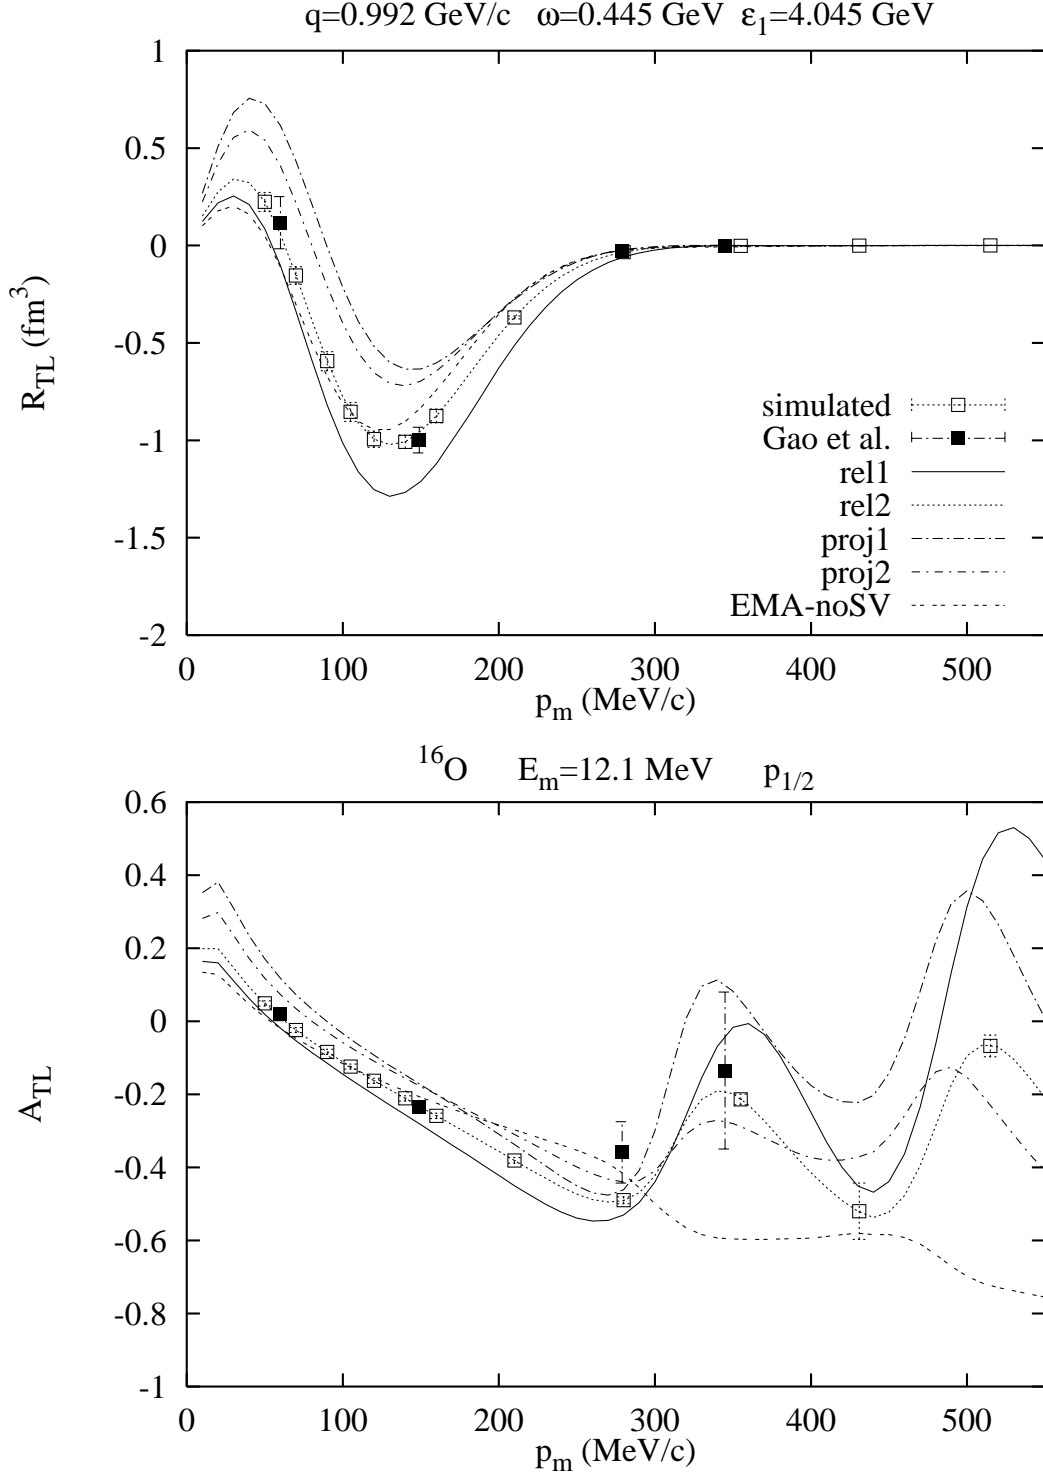 q=0.992 GeV/c ω=0.445 GeV ε1=4.045 GeV
1
0.5
0
-0.5
-1
-1.5
-2
RTL (fm3)
simulated
Gao et al.
rel1
rel2
proj1
proj2
EMA-noSV
0 100 200 300 400 500
pm (MeV/c)
16O Em=12.1 MeV p1/2
0.6
0.4
0.2
0
-0.2
-0.4
-0.6
-0.8
-1
ATL
0 100 200 300 400 500
pm (MeV/c)